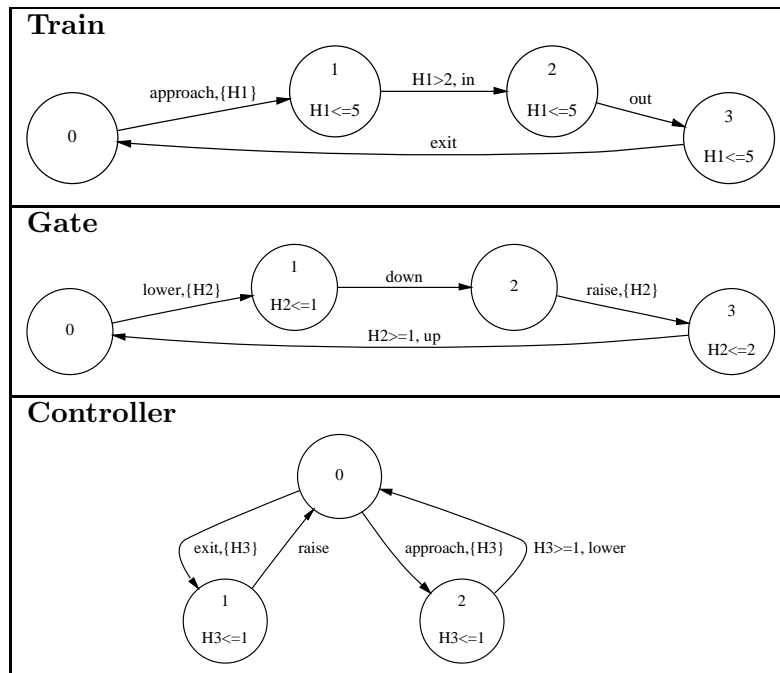 Train
0
approach,{H1}
1
H1<=5
H1>2, in
2
H1<=5
out
3
H1<=5
exit
Gate
0
lower,{H2}
1
H2<=1
down
2
raise,{H2}
3
H2<=2
H2>=1, up
Controller
0
exit,{H3}
raise
approach,{H3}
H3>=1, lower
1
H3<=1
2
H3<=1